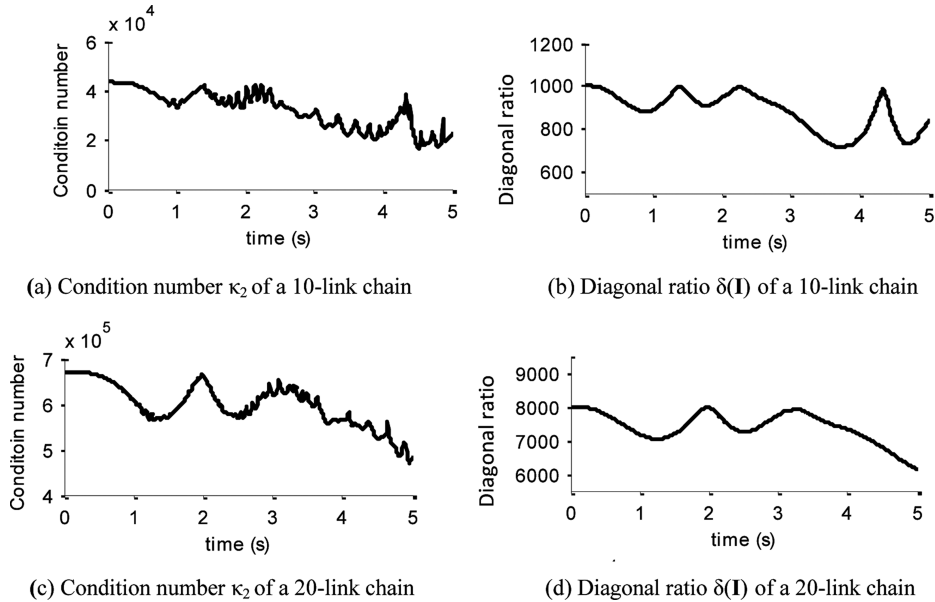 x 10^4
6
4
2
0
Conditoin number
0 1 2 3 4 5
time (s)
1200
1000
800
600
Diagonal ratio
0 1 2 3 4 5
time (s)
(a) Condition number κ₂ of a 10-link chain
(b) Diagonal ratio δ(I) of a 10-link chain
x 10^5
7
6
5
4
Conditoin number
0 1 2 3 4 5
time (s)
9000
8000
7000
6000
Diagonal ratio
0 1 2 3 4 5
time (s)
(c) Condition number κ₂ of a 20-link chain
(d) Diagonal ratio δ(I) of a 20-link chain